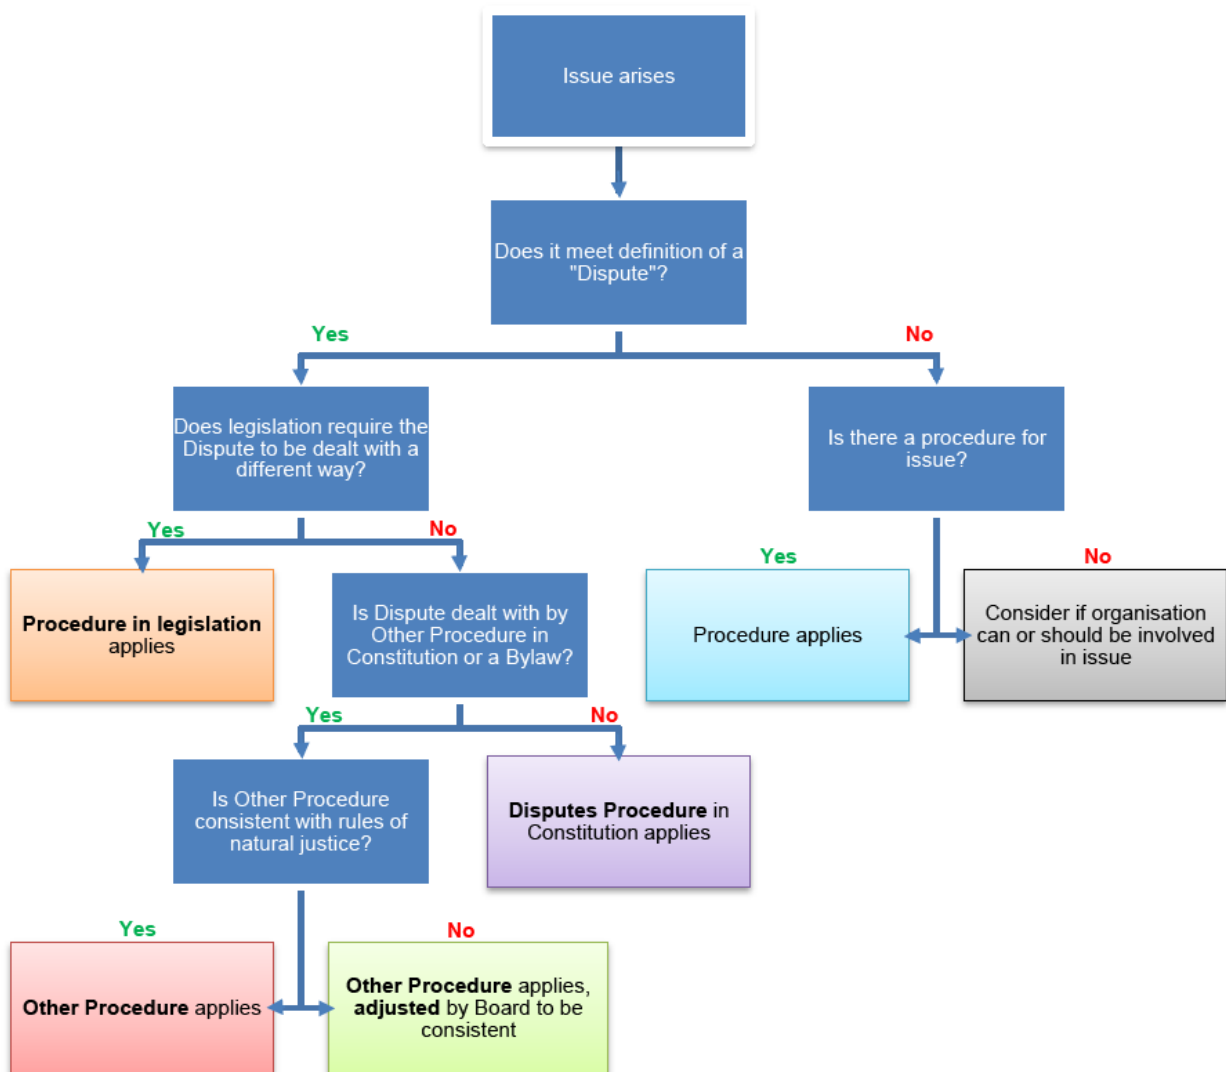 Issue arises
Does it meet definition of a
"Dispute"?
Yes
No
Does legislation require the
Dispute to be dealt with a
different way?
Is there a procedure for
issue?
Yes
No
Yes
No
Procedure in legislation
applies
Is Dispute dealt with by
Other Procedure in
Constitution or a Bylaw?
Procedure applies
Consider if organisation
can or should be involved
in issue
Yes
No
Is Other Procedure
consistent with rules of
natural justice?
Disputes Procedure in
Constitution applies
Yes
No
Other Procedure applies
Other Procedure applies,
adjusted by Board to be
consistent